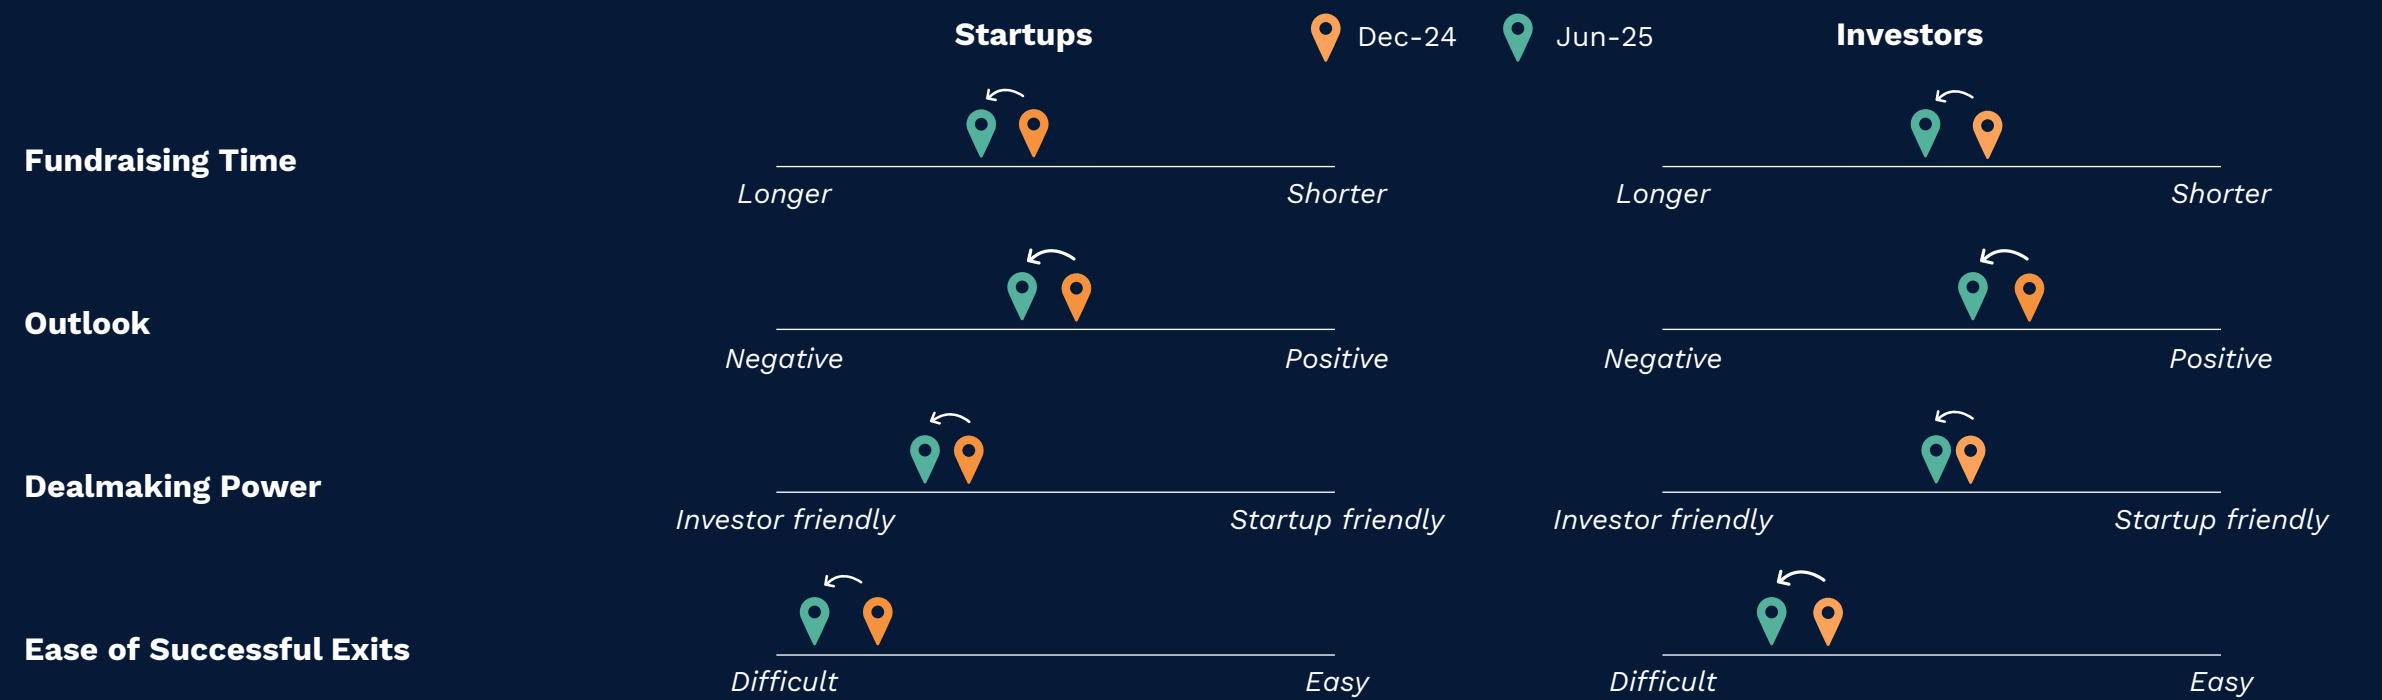 Startups
Dec-24
Jun-25
Investors
Fundraising Time
Longer
Shorter
Longer
Shorter
Outlook
Negative
Positive
Negative
Positive
Dealmaking Power
Investor friendly
Startup friendly
Investor friendly
Startup friendly
Ease of Successful Exits
Difficult
Easy
Difficult
Easy